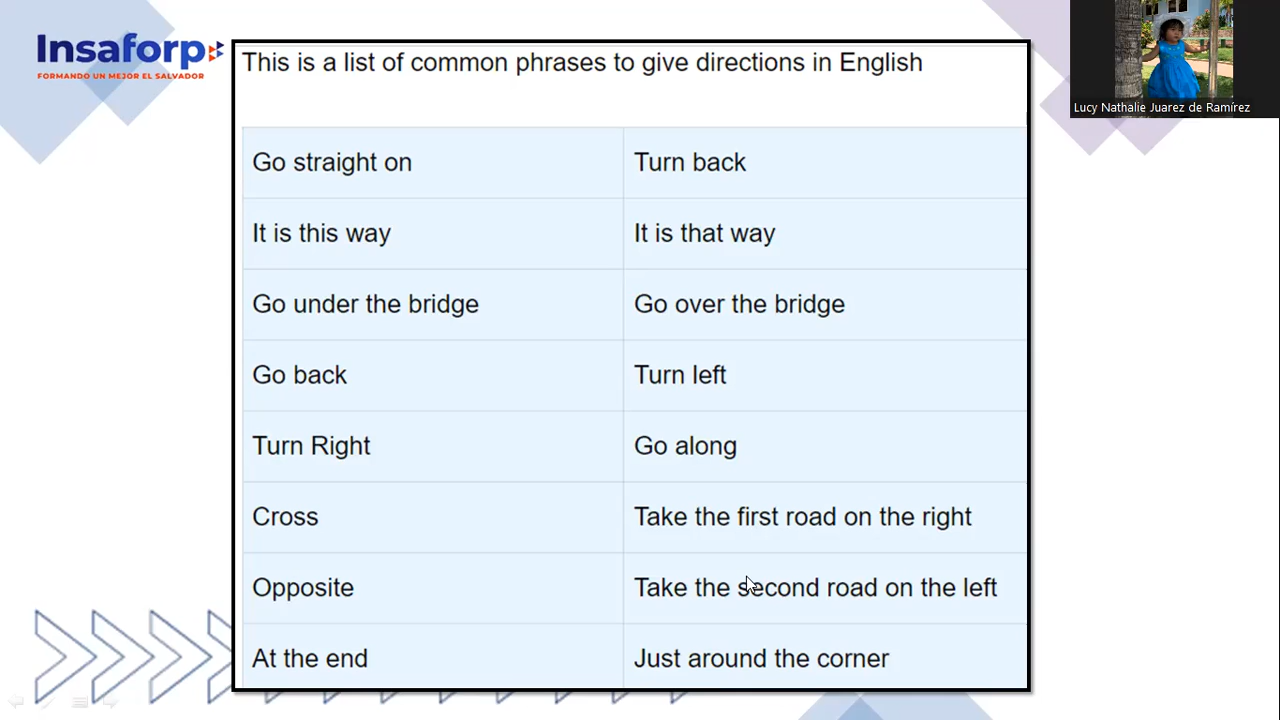 Insaforp
FORMANDO UN MEJOR EL SALVADOR
This is a list of common phrases to give directions in English
Lucy Nathalie Juarez de Ramírez
Go straight on
Turn back
It is this way
It is that way
Go under the bridge
Go over the bridge
Go back
Turn left
Turn Right
Go along
Cross
Take the first road on the right
Opposite
Take the second road on the left
At the end
Just around the corner